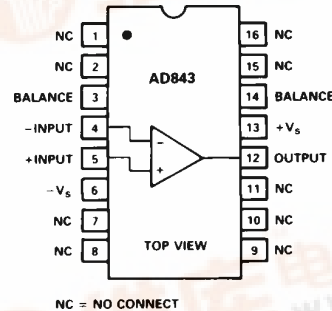 NC 1 16 NC
NC 2 15 NC
AD843
BALANCE 3 14 BALANCE
-INPUT 4 13 +Vs
+INPUT 5 12 OUTPUT
-Vs 6 11 NC
NC 7 10 NC
NC 8 TOP VIEW 9 NC
NC = NO CONNECT